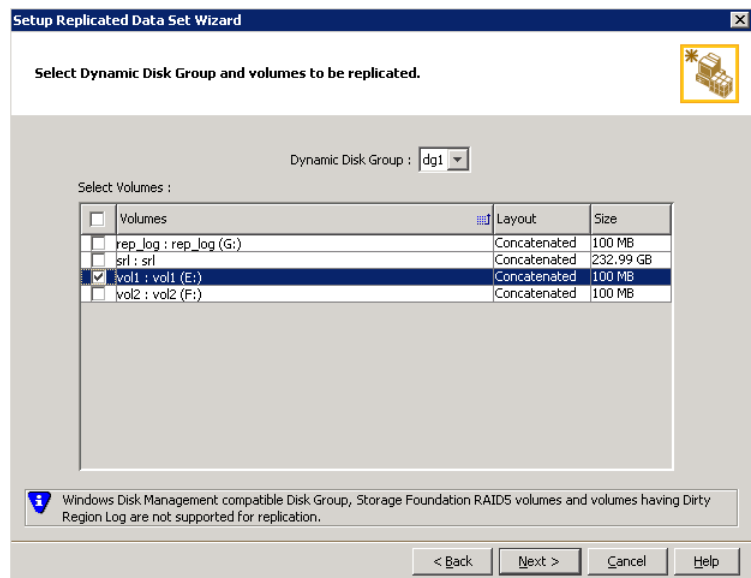 Setup Replicated Data Set Wizard
Select Dynamic Disk Group and volumes to be replicated.
Dynamic Disk Group : dg1
Select Volumes :
Volumes Layout Size
rep_log : rep_log (G:) Concatenated 100 MB
srl : srl Concatenated 232.99 GB
vol1 : vol1 (E:) Concatenated 100 MB
vol2 : vol2 (F:) Concatenated 100 MB
Windows Disk Management compatible Disk Group, Storage Foundation RAID5 volumes and volumes having Dirty
Region Log are not supported for replication.
< Back Next > Cancel Help